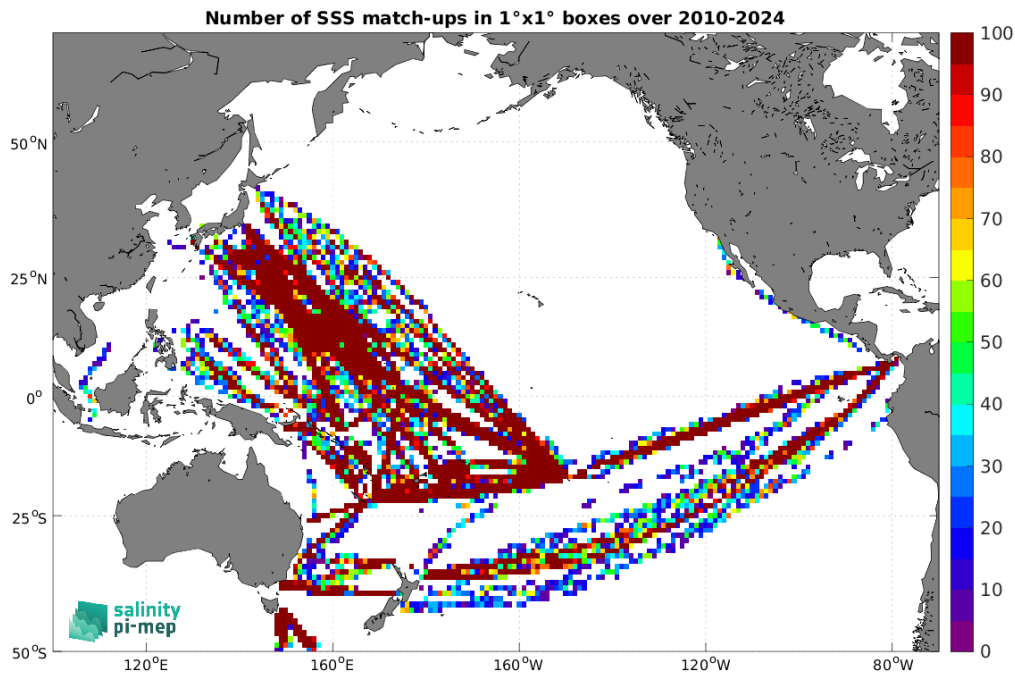 Number of SSS match-ups in 1°x1° boxes over 2010-2024
100
90
80
70
60
50
40
30
20
10
0
50°N
25°N
0°
25°S
50°S
120°E
160°E
160°W
120°W
80°W
salinity
pi-mep